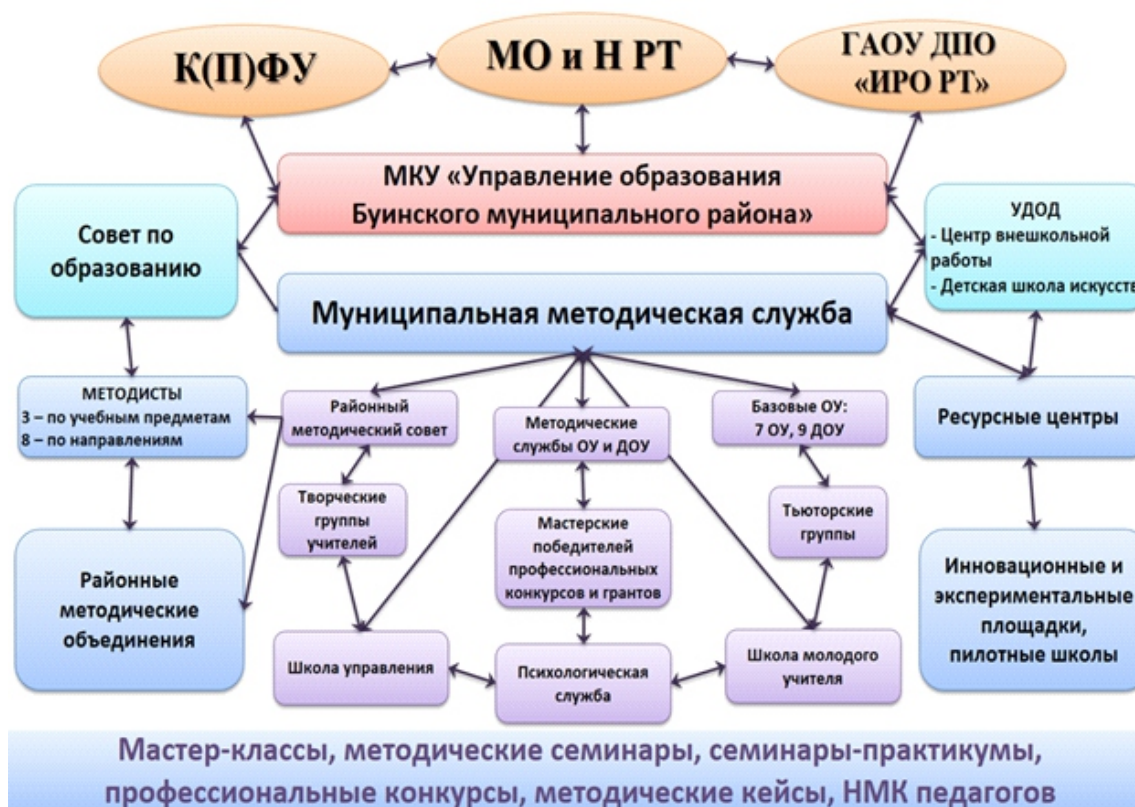 К(П)ФУ
МО и Н РТ
ГАОУ ДПО
«ИРО РТ»
МКУ «Управление образования
Буинского муниципального района»
Совет по
образованию
УДОД
- Центр внешкольной
работы
- Детская школа искусств
Муниципальная методическая служба
МЕТОДИСТЫ
3 – по учебным предметам
8 – по направлениям
Районный
методический совет
Методические
службы ОУ и ДОУ
Базовые ОУ:
7 ОУ, 9 ДОУ
Ресурсные центры
Творческие
группы
учителей
Мастерские
победителей
профессиональных
конкурсов и грантов
Тьюторские
группы
Районные
методические
объединения
Инновационные и
экспериментальные
площадки,
пилотные школы
Школа управления
Психологическая
служба
Школа молодого
учителя
Мастер-классы, методические семинары, семинары-практикумы,
профессиональные конкурсы, методические кейсы, НМК педагогов